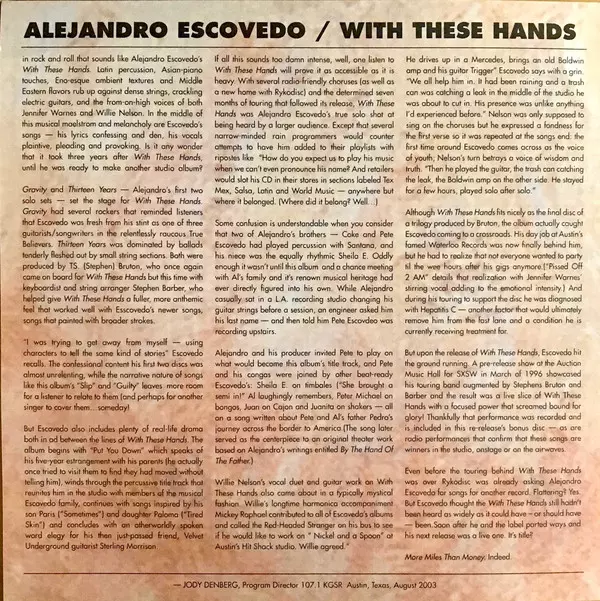 ALEJANDRO ESCOVEDO / WITH THESE HANDS
in rock and roll that sounds like Alejandro Escovedo's
With These Hands. Latin percussion, Asian-piano
touches, Eno-esque ambient textures and Middle
Eastern flavors rub up against dense strings, crackling
electric guitars, and the from-on-high voices of both
Jennifer Warnes and Willie Nelson. In the middle of
this musical maelstrom and melancholy are Escovedo's
songs — his lyrics confessing and den, his vocals
plaintive, pleading and provoking. Is it any wonder
that it took three years after With These Hands,
until he was ready to make another studio album?
Gravity and Thirteen Years — Alejandro's first two
solo sets — set the stage for With These Hands.
Gravity had several rockers that reminded listeners
that Escovedo was fresh from his stint as one of three
guitarists/songwriters in the relentlessly raucous True
Believers. Thirteen Years was dominated by ballads
tenderly fleshed out by small string sections. Both were
produced by TS. (Stephen) Bruton, who once again
came on board for With These Hands but this time with
keyboardist and string arranger Stephen Barber, who
helped give With These Hands a fuller, more anthemic
feel that worked well with Esscovedo's newer songs,
songs that painted with broader strokes.
"I was trying to get away from myself — using
characters to tell the same kind of stories" Escovedo
recalls. The confessional content his first two discs was
almost unrelenting, while the narrative nature of songs
like this album's "Slip" and "Guilty" leaves more room
for a listener to relate to them (and perhaps for another
singer to cover them...someday!
But Escovedo also includes plenty of real-life drama
both in ad between the lines of With These Hands. The
album begins with "Put You Down" which speaks of
his five-year estrangement with his parents (he actually
once tried to visit them to find they had moved without
telling him), winds through the percussive title track that
reunites him in the studio with members of the musical
Escovedo family, continues with songs inspired by his
son Paris ("Sometimes") and daughter Paloma ("Tired
Skin") and concludes with an otherworldly spoken
word elegy for his then just-passed friend, Velvet
Underground guitarist Sterling Morrison
If all this sounds too damn intense, well, one listen to
With These Hands will prove it as accessible as it is
heavy. With several radio-friendly choruses (as well as
a new home with Rykodisc) and the determined seven
months of touring that followed its release, With These
Hands was Alejandro Escovedo's true solo shot at
being heard by a larger audience. Except that several
narrow-minded rain programmers would counter
attempts to have him added to their playlists with
ripostes like "How do you expect us to play his music
when we can't even pronounce his name? And retailers
would slot his CD in their stores in sections labeled Tex
Mex, Salsa, Latin and World Music — anywhere but
where it belonged. (Where did it belong? Well...)
Some confusion is understandable when you consider
that two of Alejandro's brothers — Coke and Pete
Escovedo had played percussion with Santana, and
his niece was the equally rhythmic Sheila E. Oddly
enough it wasn't until this album and a chance meeting
with Al's family and it's renown musical heritage had
ever directly figured into his own. While Alejandro
casually sat in a L.A. recording studio changing his
guitar strings before a session, an engineer asked him
his last name — and then told him Pete Escovdeo was
recording upstairs.
Alejandro and his producer invited Pete to play on
what would become this album's title track, and Pete
and his congas were joined by other beat-ready
Escovedo's: Sheila E. on timbales ("She brought a
semi in!" Al laughingly remembers, Peter Michael on
bongos, Juan on Cajon and Juanita on shakers — all
an a song written about Pete and Al's father Pedro's
journey across the border to America.(The song later
served as the centerpiece to an original theater work
based on Alejandro's writings entitled By The Hand Of
The Father.)
Willie Nelson's vocal duet and guitar work on With
These Hands also came about in a typically mystical
fashion. Willie's longtime harmonica accompaniment
Mickey Raphael contributed to all of Escovedo's albums
and called the Red-Headed Stranger on his bus to see
if he would like to work on " Nickel and a Spoon" at
Austin's Hit Shack studio. Willie agreed."
He drives up in a Mercedes, brings an old Baldwin
amp and his guitar Trigger" Escovedo says with a grin.
"We all help him in. It had been raining and a trash
can was catching a leak in the middle of the studio he
was about to cut in. His presence was unlike anything
I'd experienced before." Nelson was only supposed to
sing on the choruses but he expressed a fondness for
the first verse so it was repeated at the songs end: the
first time around Escovedo comes across as the voice
of youth; Nelson's turn betrays a voice of wisdom and
truth. "Then he played the guitar, the trash can catching
the leak, the Baldwin amp on the other side. He stayed
for a few hours, played solo after solo."
Although With These Hands fits nicely as the final disc of
a trilogy produced by Bruton, the album actually caught
Escovedo coming to a crossroads. His day job at Austin's
famed Waterloo Records was now finally behind him,
but he had to realize that not everyone wanted to party
til the wee hours after his gigs anymore ("Pissed Off
2 AM" details that realization with Jennifer Warnes
stirring vocal adding to the emotional intensity.) And
during his touring to support the disc he was diagnosed
with Hepatitis C — another factor that would ultimately
remove him from the fast lane and a condition he is
currently receiving treatment for.
But upon the release of With These Hands, Escovedo hit
the ground running. A pre-release show at the Auction
Music Hall for SXSW in March of 1996 showcased
his touring band augmented by Stephens Bruton and
Barber and the result was a live slice of With These
Hands with a focused power that screamed bound for
glory! Thankfully that performance was recorded and
is included in this re-release's bonus disc — as are
radio performances that confirm that these songs are
winners in the studio, onstage or on the airwaves.
Even before the touring behind With These Hands
was over Rykodisc was already asking Alejandro
Escovedo for songs for another record. Flattering? Yes.
But Escovedo thought the With These Hands still hadn't
been heard as widely as it could have – or should have
— been.Soon after he and the label parted ways and
his next release was a live one. It's title?
More Miles Than Money. Indeed.
— JODY DENBERG, Program Director 107.1 KGSR Austin, Texas, August 2003